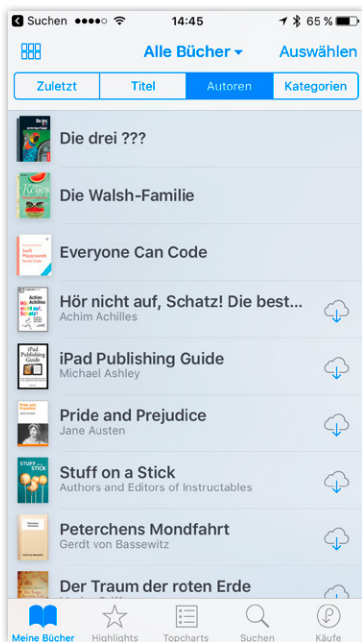 Suchen 14:45 65 %
Alle Bücher Auswählen
Zuletzt Titel Autoren Kategorien
Die drei ???
Die Walsh-Familie
Everyone Can Code
Hör nicht auf, Schatz! Die best...
Achim Achilles
iPad Publishing Guide
Michael Ashley
Pride and Prejudice
Jane Austen
Stuff on a Stick
Authors and Editors of Instructables
Peterchens Mondfahrt
Gerdt von Bassewitz
Der Traum der roten Erde
Meine Bücher Highlights Topcharts Suchen Käufe